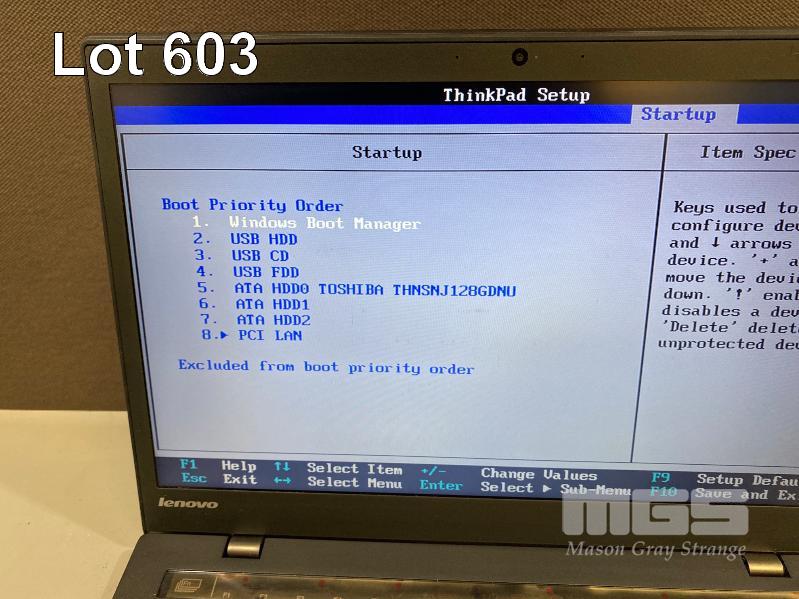 Lot 603
ThinkPad Setup
Startup
Startup
Item Spec
Boot Priority Order
1. Windows Boot Manager
2. USB HDD
3. USB CD
4. USB FDD
5. ATA HDD0 TOSHIBA THNSNJ128GDNU
6. ATA HDD1
7. ATA HDD2
8.▸ PCI LAN
Excluded from boot priority order
Keys used to
configure dev
and ↓ arrows
device. '+' a
move the devi
down. '!' enab
disables a dev
'Delete' delet
unprotected dev
F1 Help ↑↓ Select Item +/- Change Values F9 Setup Defau
Esc Exit ←→ Select Menu Enter Select ▸ Sub-Menu F10 Save and Ex
lenovo
MGS
Mason Gray Strange